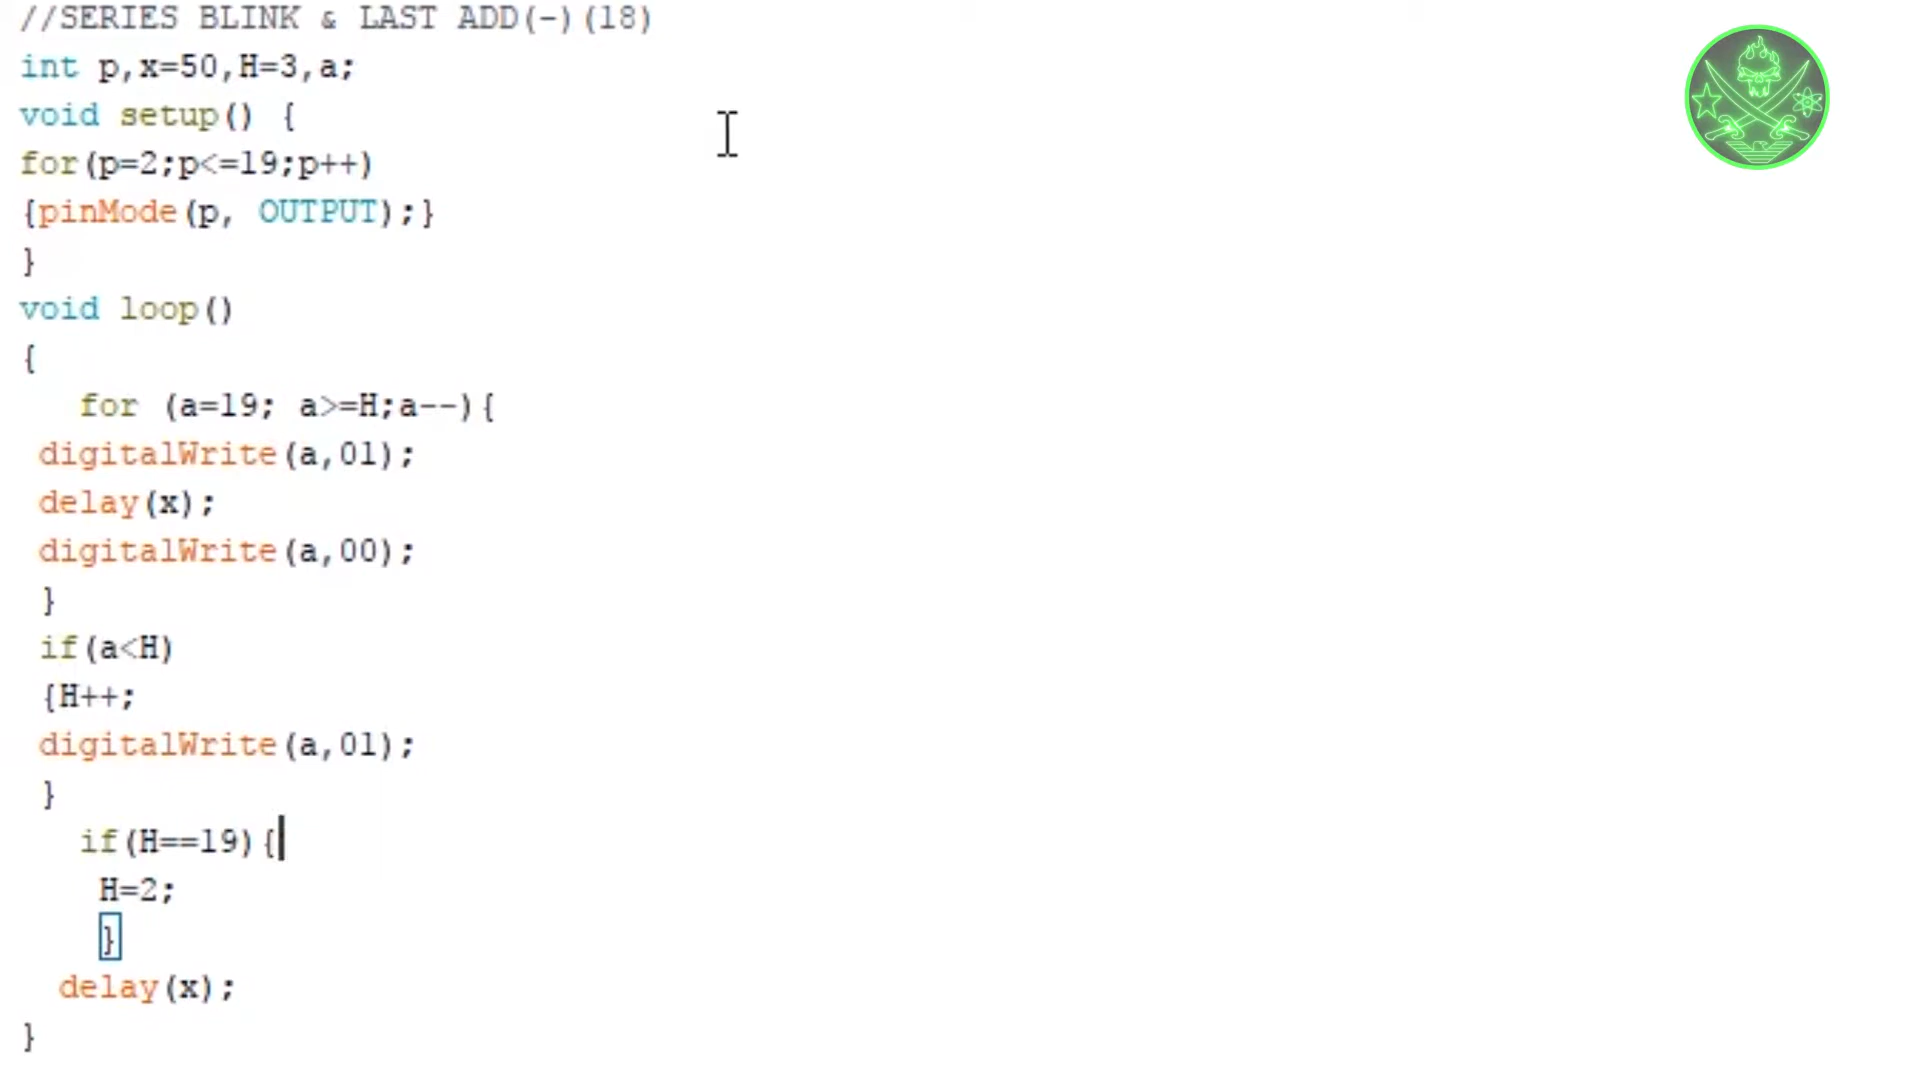 //SERIES BLINK & LAST ADD(-)(18)
int p,x=50,H=3,a;
void setup() {
for(p=2;p<=19;p++)
{pinMode(p, OUTPUT);}
}
void loop()
{
for (a=19; a>=H;a--){
digitalWrite(a,01);
delay(x);
digitalWrite(a,00);
}
if(a<H)
{H++;
digitalWrite(a,01);
}
if(H==19){
H=2;
}
delay(x);
}